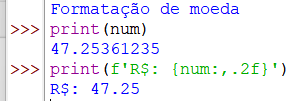 Formatação de moeda
>>> print(num)
47.25361235
>>> print(f'R$: {num:,.2f}')
R$: 47.25